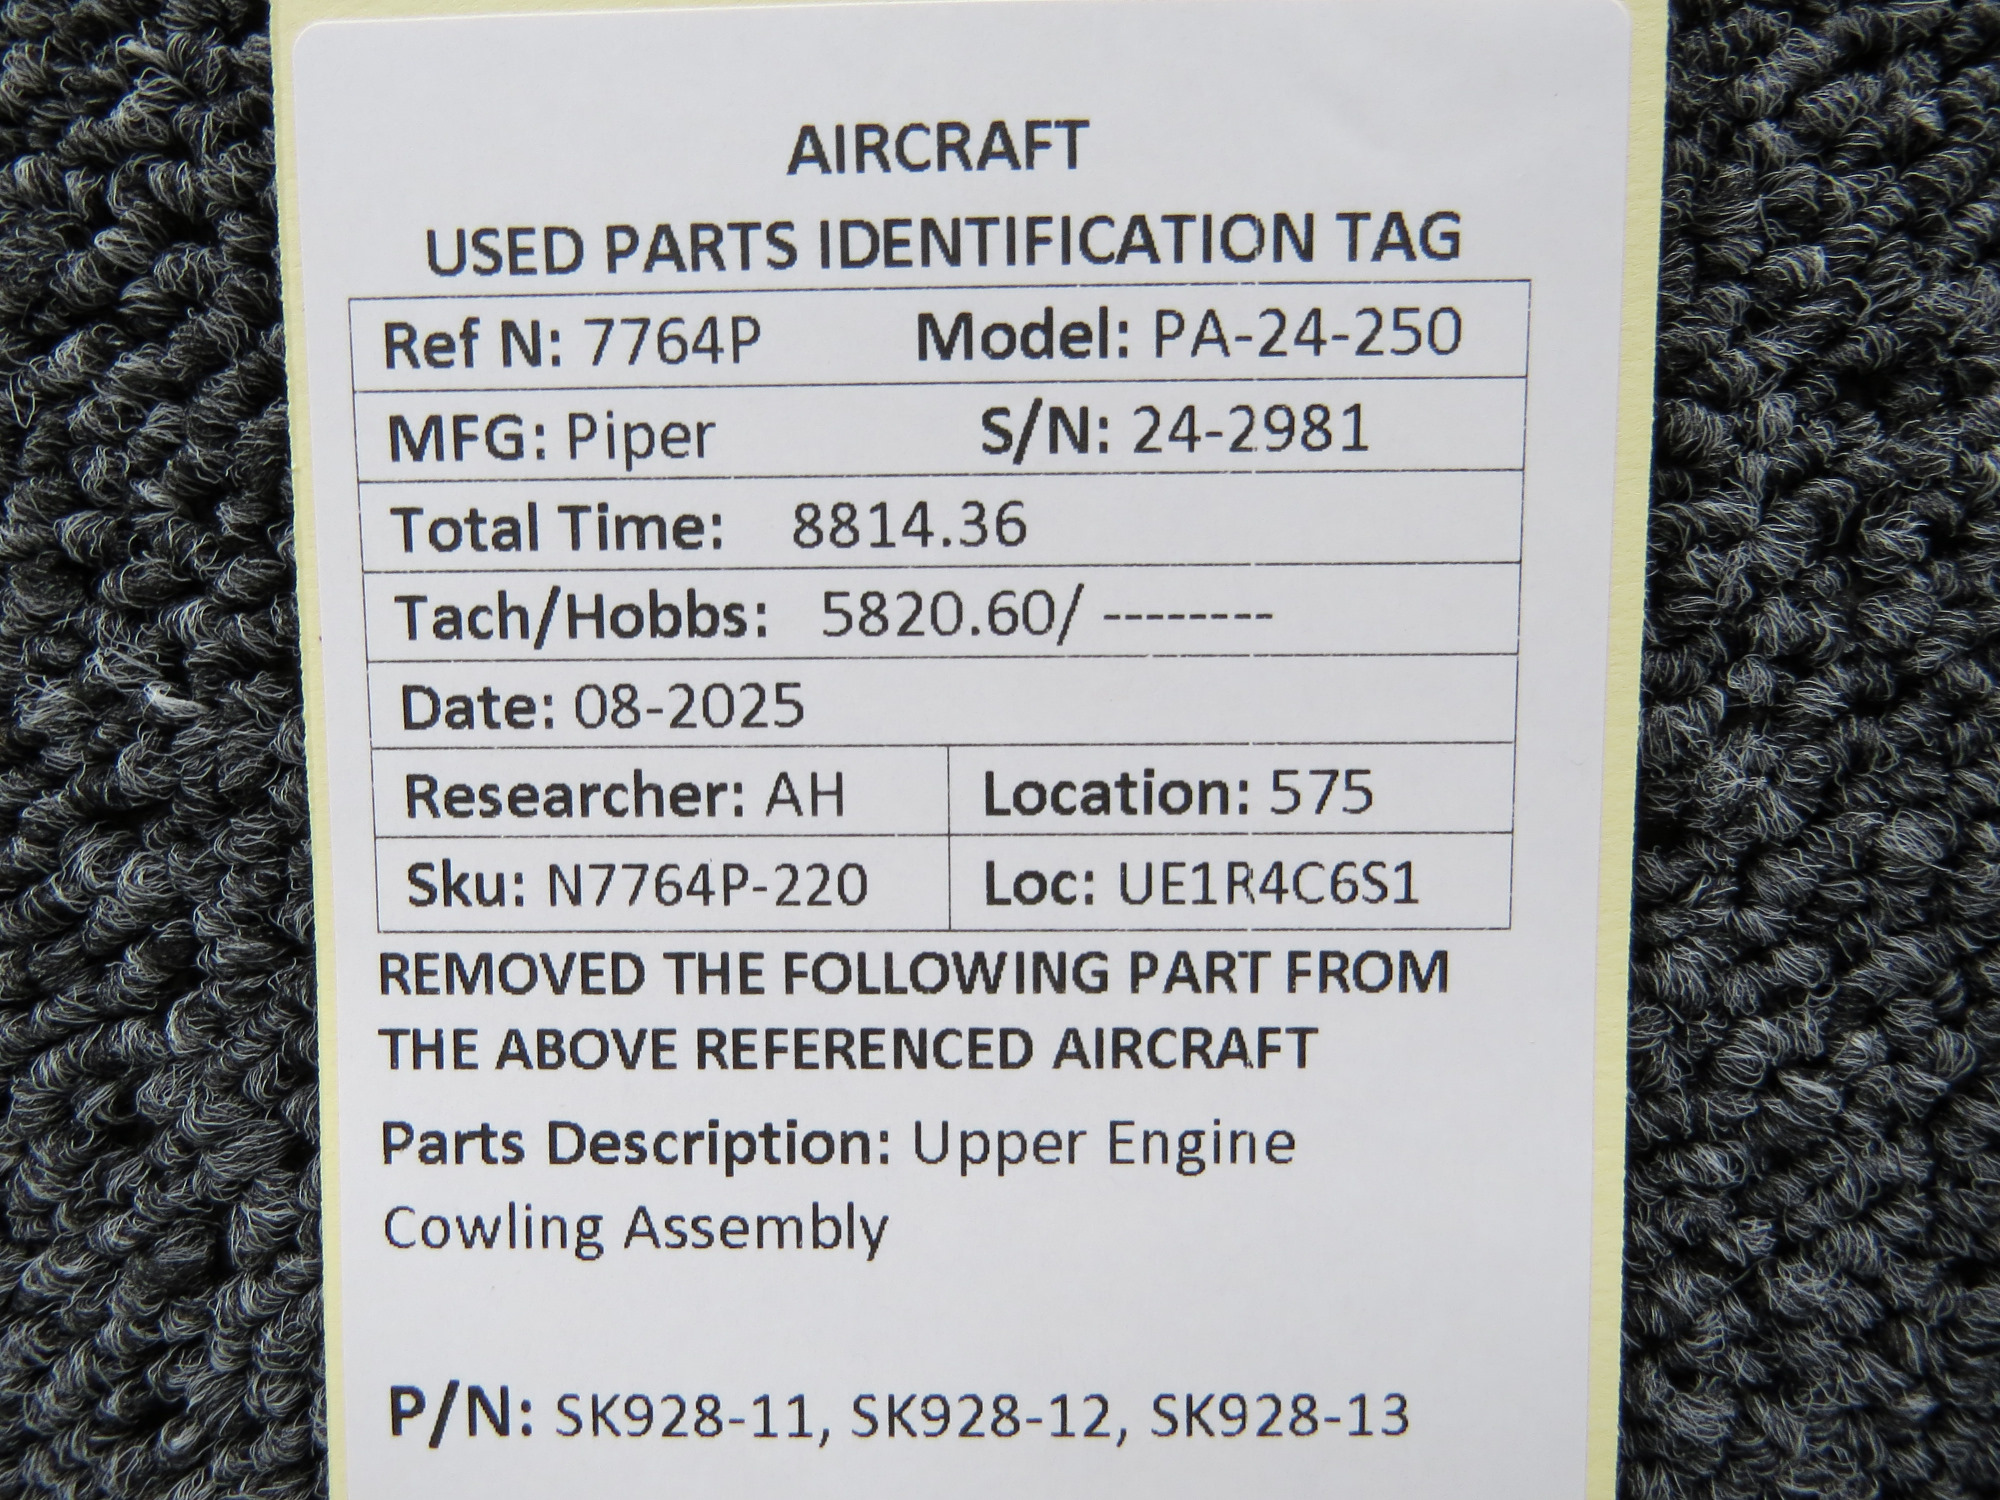 AIRCRAFT
USED PARTS IDENTIFICATION TAG
Ref N: 7764P Model: PA-24-250
MFG: Piper S/N: 24-2981
Total Time: 8814.36
Tach/Hobbs: 5820.60/ --------
Date: 08-2025
Researcher: AH Location: 575
Sku: N7764P-220 Loc: UE1R4C6S1
REMOVED THE FOLLOWING PART FROM
THE ABOVE REFERENCED AIRCRAFT
Parts Description: Upper Engine
Cowling Assembly
P/N: SK928-11, SK928-12, SK928-13